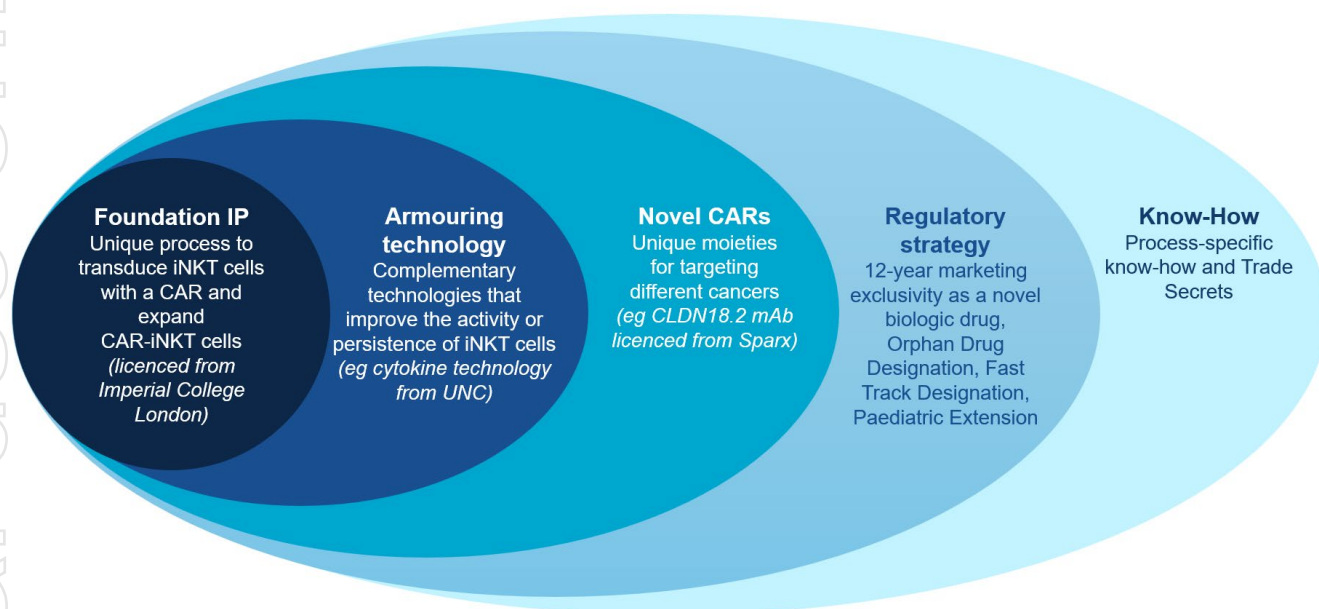 Foundation IP
Unique process to
transduce iNKT cells
with a CAR and
expand
CAR-iNKT cells
(licenced from
Imperial College
London)
Armouring
technology
Complementary
technologies that
improve the activity or
persistence of iNKT cells
(eg cytokine technology
from UNC)
Novel CARs
Unique moieties
for targeting
different cancers
(eg CLDN18.2 mAb
licenced from Sparx)
Regulatory
strategy
12-year marketing
exclusivity as a novel
biologic drug,
Orphan Drug
Designation, Fast
Track Designation,
Paediatric Extension
Know-How
Process-specific
know-how and Trade
Secrets